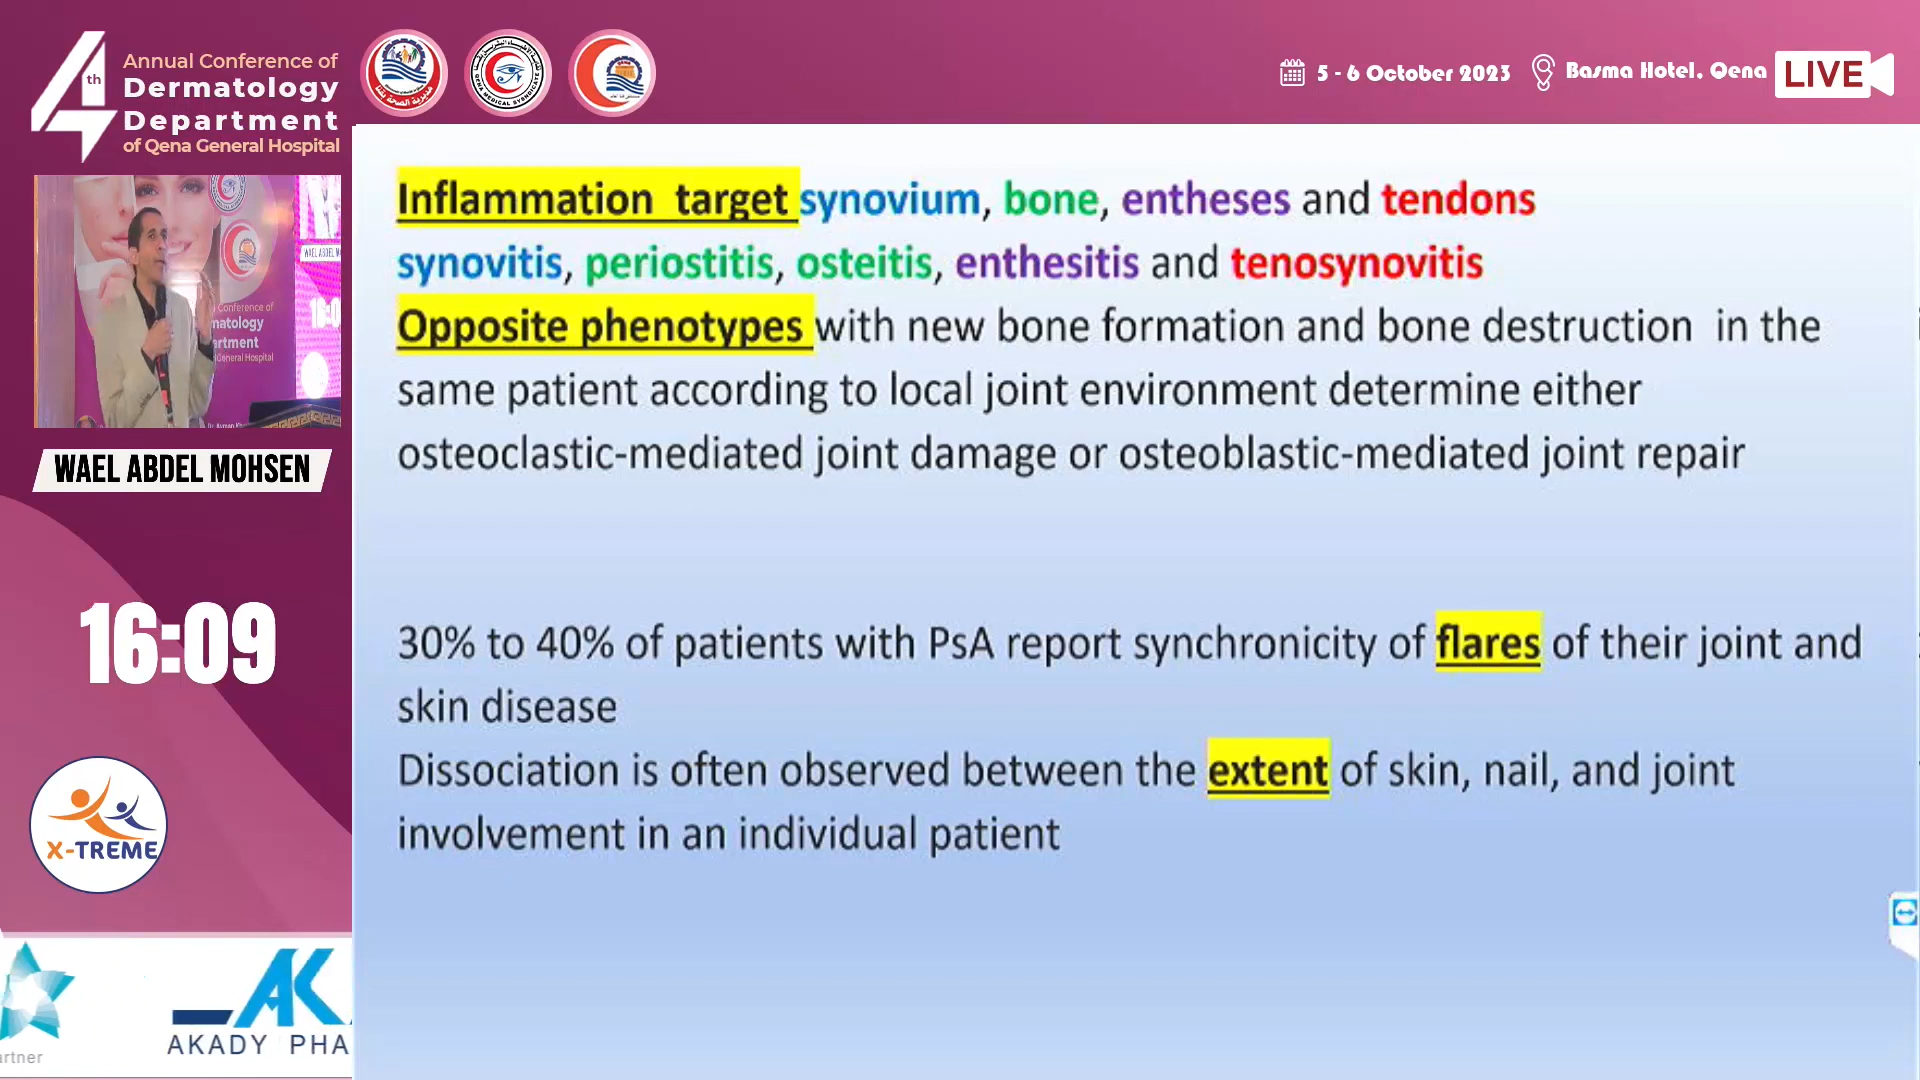 4th
Annual Conference of
Dermatology
Department
of Qena General Hospital
5 - 6 October 2023
Basma Hotel, Qena
LIVE
WAEL ABDEL MOHSEN
16:09
X-TREME
artner
AK
AKADY PHA
Inflammation target synovium, bone, entheses and tendons
synovitis, periostitis, osteitis, enthesitis and tenosynovitis
Opposite phenotypes with new bone formation and bone destruction in the
same patient according to local joint environment determine either
osteoclastic-mediated joint damage or osteoblastic-mediated joint repair
30% to 40% of patients with PsA report synchronicity of flares of their joint and
skin disease
Dissociation is often observed between the extent of skin, nail, and joint
involvement in an individual patient